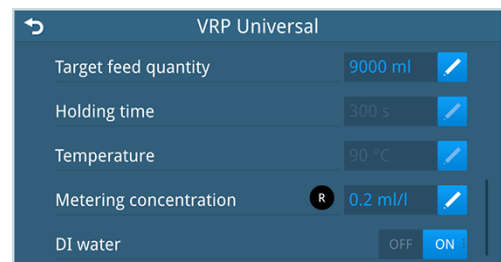 VRP Universal
Target feed quantity 9000 ml
Holding time 300 s
Temperature 90 °C
Metering concentration R 0.2 ml/l
DI water OFF ON